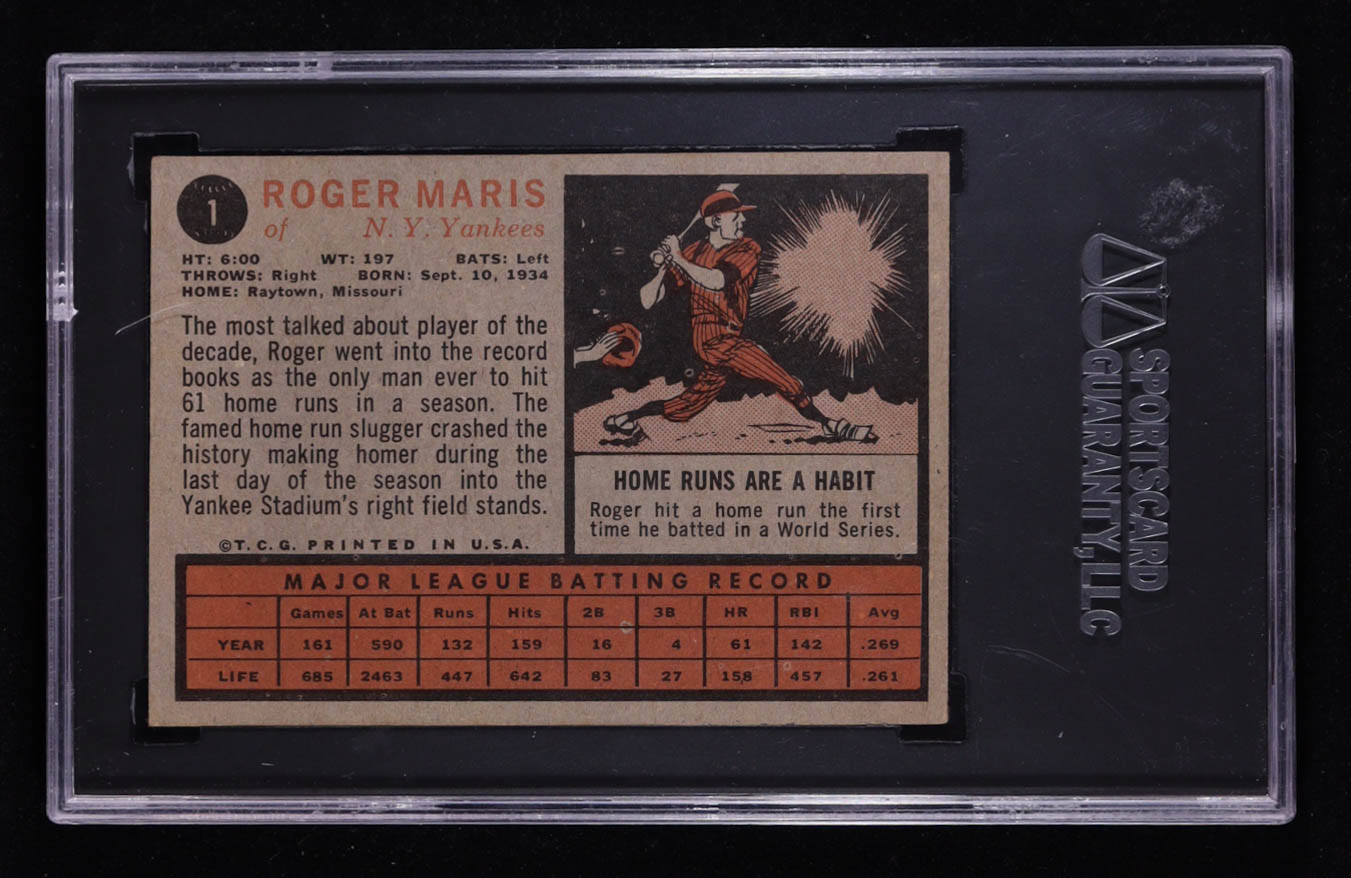 1
ROGER MARIS
of N. Y. Yankees
HT: 6:00 WT: 197 BATS: Left
THROWS: Right BORN: Sept. 10, 1934
HOME: Raytown, Missouri
The most talked about player of the
decade, Roger went into the record
books as the only man ever to hit
61 home runs in a season. The
famed home run slugger crashed the
history making homer during the
last day of the season into the
Yankee Stadium's right field stands.
©T. C. G. PRINTED IN U. S. A.
HOME RUNS ARE A HABIT
Roger hit a home run the first
time he batted in a World Series.
MAJOR LEAGUE BATTING RECORD
Games At Bat Runs Hits 2B 3B HR RBI Avg
YEAR 161 590 132 159 16 4 61 142 .269
LIFE 685 2463 447 642 83 27 158 457 .261
SPORTSCARD
GUARANTY, LLC